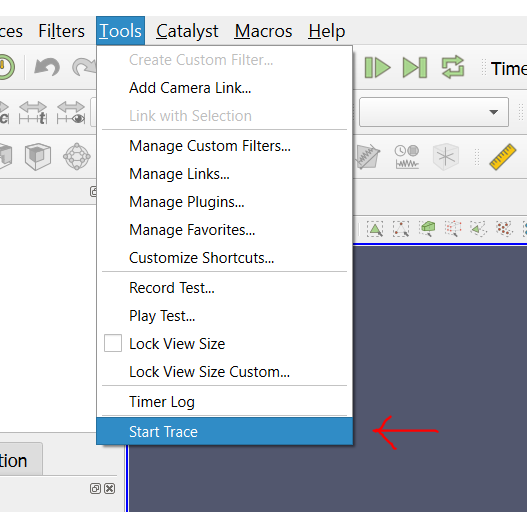 ces Filters Tools Catalyst Macros Help
Create Custom Filter...
Add Camera Link...
Link with Selection
Manage Custom Filters...
Manage Links...
Manage Plugins...
Manage Favorites...
Customize Shortcuts...
Record Test...
Play Test...
Lock View Size
Lock View Size Custom...
Timer Log
Start Trace
Time
c
t
tion